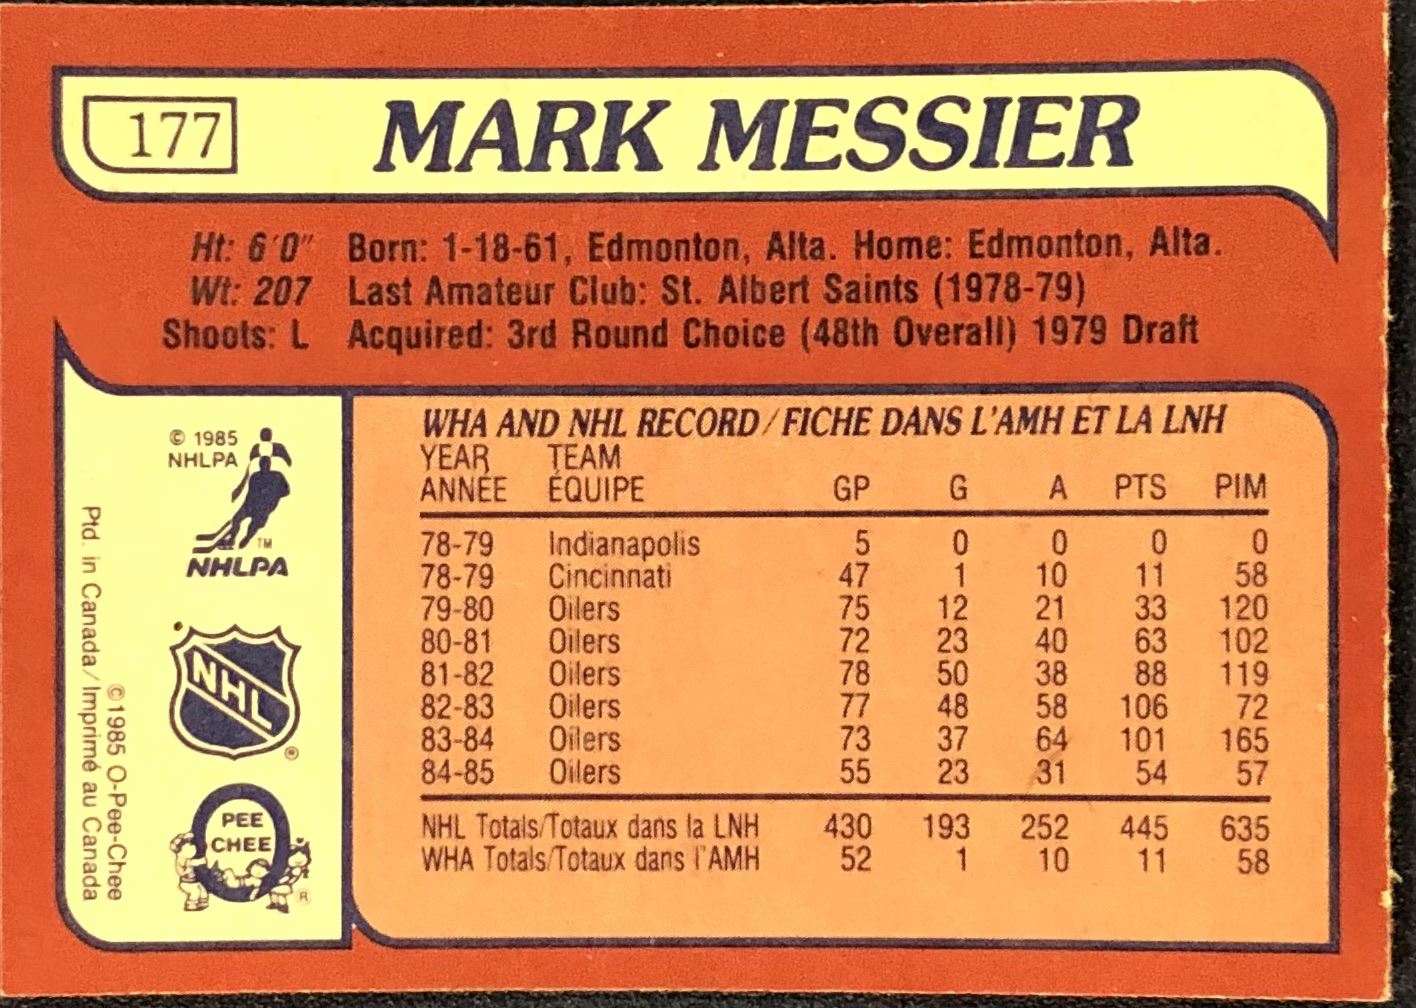 177 MARK MESSIER
Ht: 6'0" Born: 1-18-61, Edmonton, Alta. Home: Edmonton, Alta.
Wt: 207 Last Amateur Club: St. Albert Saints (1978-79)
Shoots: L Acquired: 3rd Round Choice (48th Overall) 1979 Draft
© 1985
NHLPA
TM
NHLPA
NHL
®
PEE
CHEE
®
©1985 O-Pee-Chee
Ptd. in Canada/Imprimé au Canada
WHA AND NHL RECORD/FICHE DANS L'AMH ET LA LNH
YEAR TEAM
ANNÉE ÉQUIPE GP G A PTS PIM
78-79 Indianapolis 5 0 0 0 0
78-79 Cincinnati 47 1 10 11 58
79-80 Oilers 75 12 21 33 120
80-81 Oilers 72 23 40 63 102
81-82 Oilers 78 50 38 88 119
82-83 Oilers 77 48 58 106 72
83-84 Oilers 73 37 64 101 165
84-85 Oilers 55 23 31 54 57
NHL Totals/Totaux dans la LNH 430 193 252 445 635
WHA Totals/Totaux dans l'AMH 52 1 10 11 58